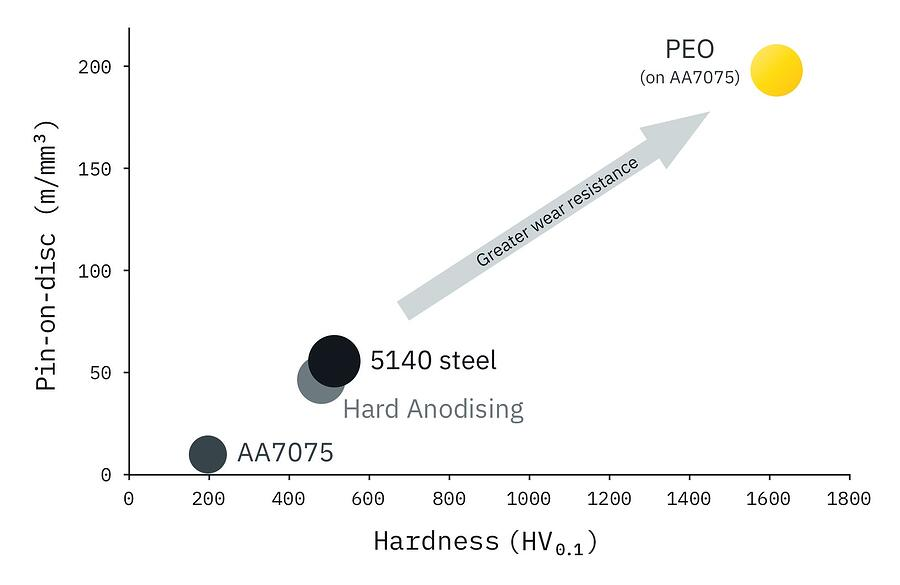 PEO
(on AA7075)
200
150
100
50
0
Pin-on-disc (m/mm³)
Greater wear resistance
5140 steel
Hard Anodising
AA7075
0 200 400 600 800 1000 1200 1400 1600 1800
Hardness (HV₀.₁)